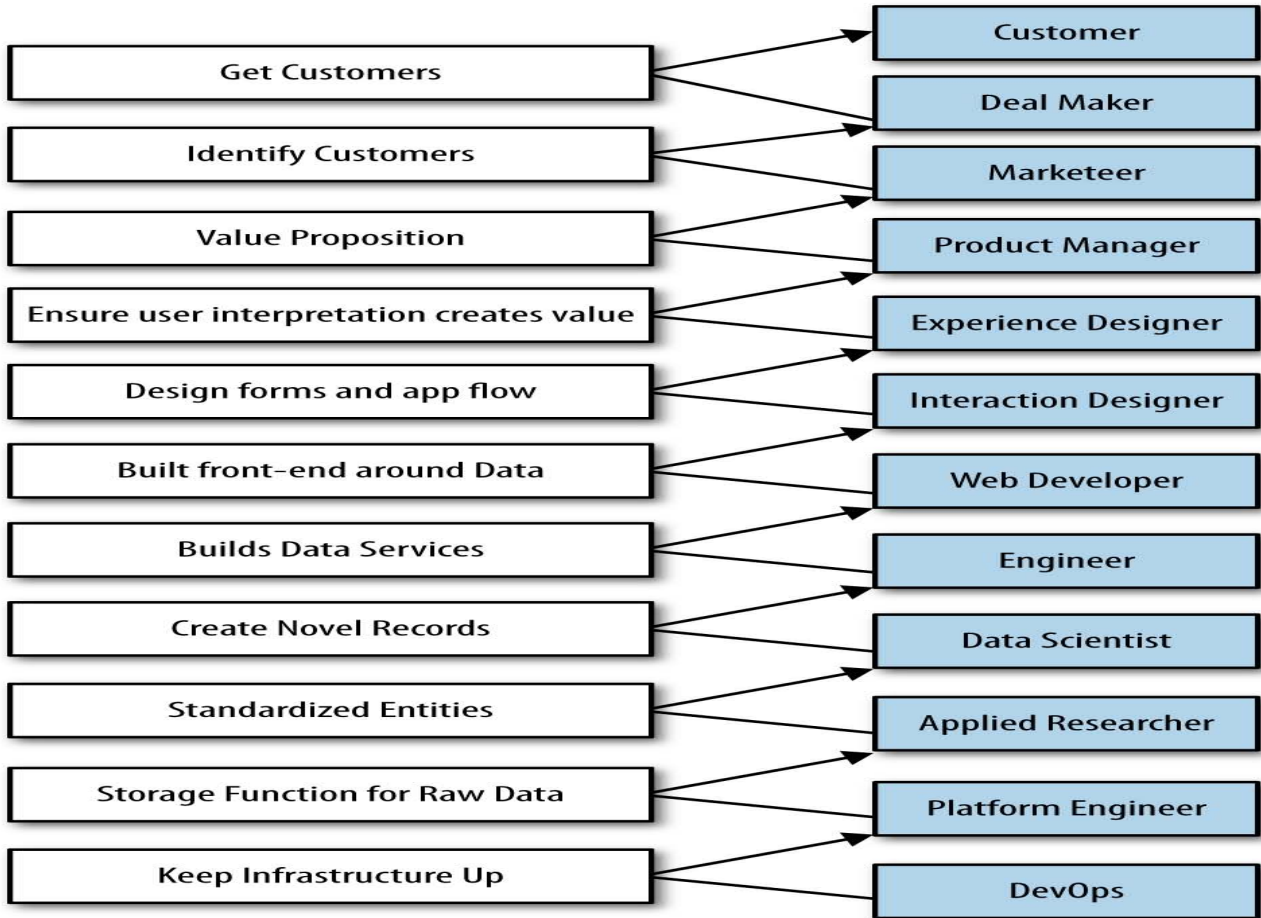 Customer
Get Customers
Deal Maker
Identify Customers
Marketeer
Value Proposition
Product Manager
Ensure user interpretation creates value
Experience Designer
Design forms and app flow
Interaction Designer
Built front-end around Data
Web Developer
Builds Data Services
Engineer
Create Novel Records
Data Scientist
Standardized Entities
Applied Researcher
Storage Function for Raw Data
Platform Engineer
Keep Infrastructure Up
DevOps